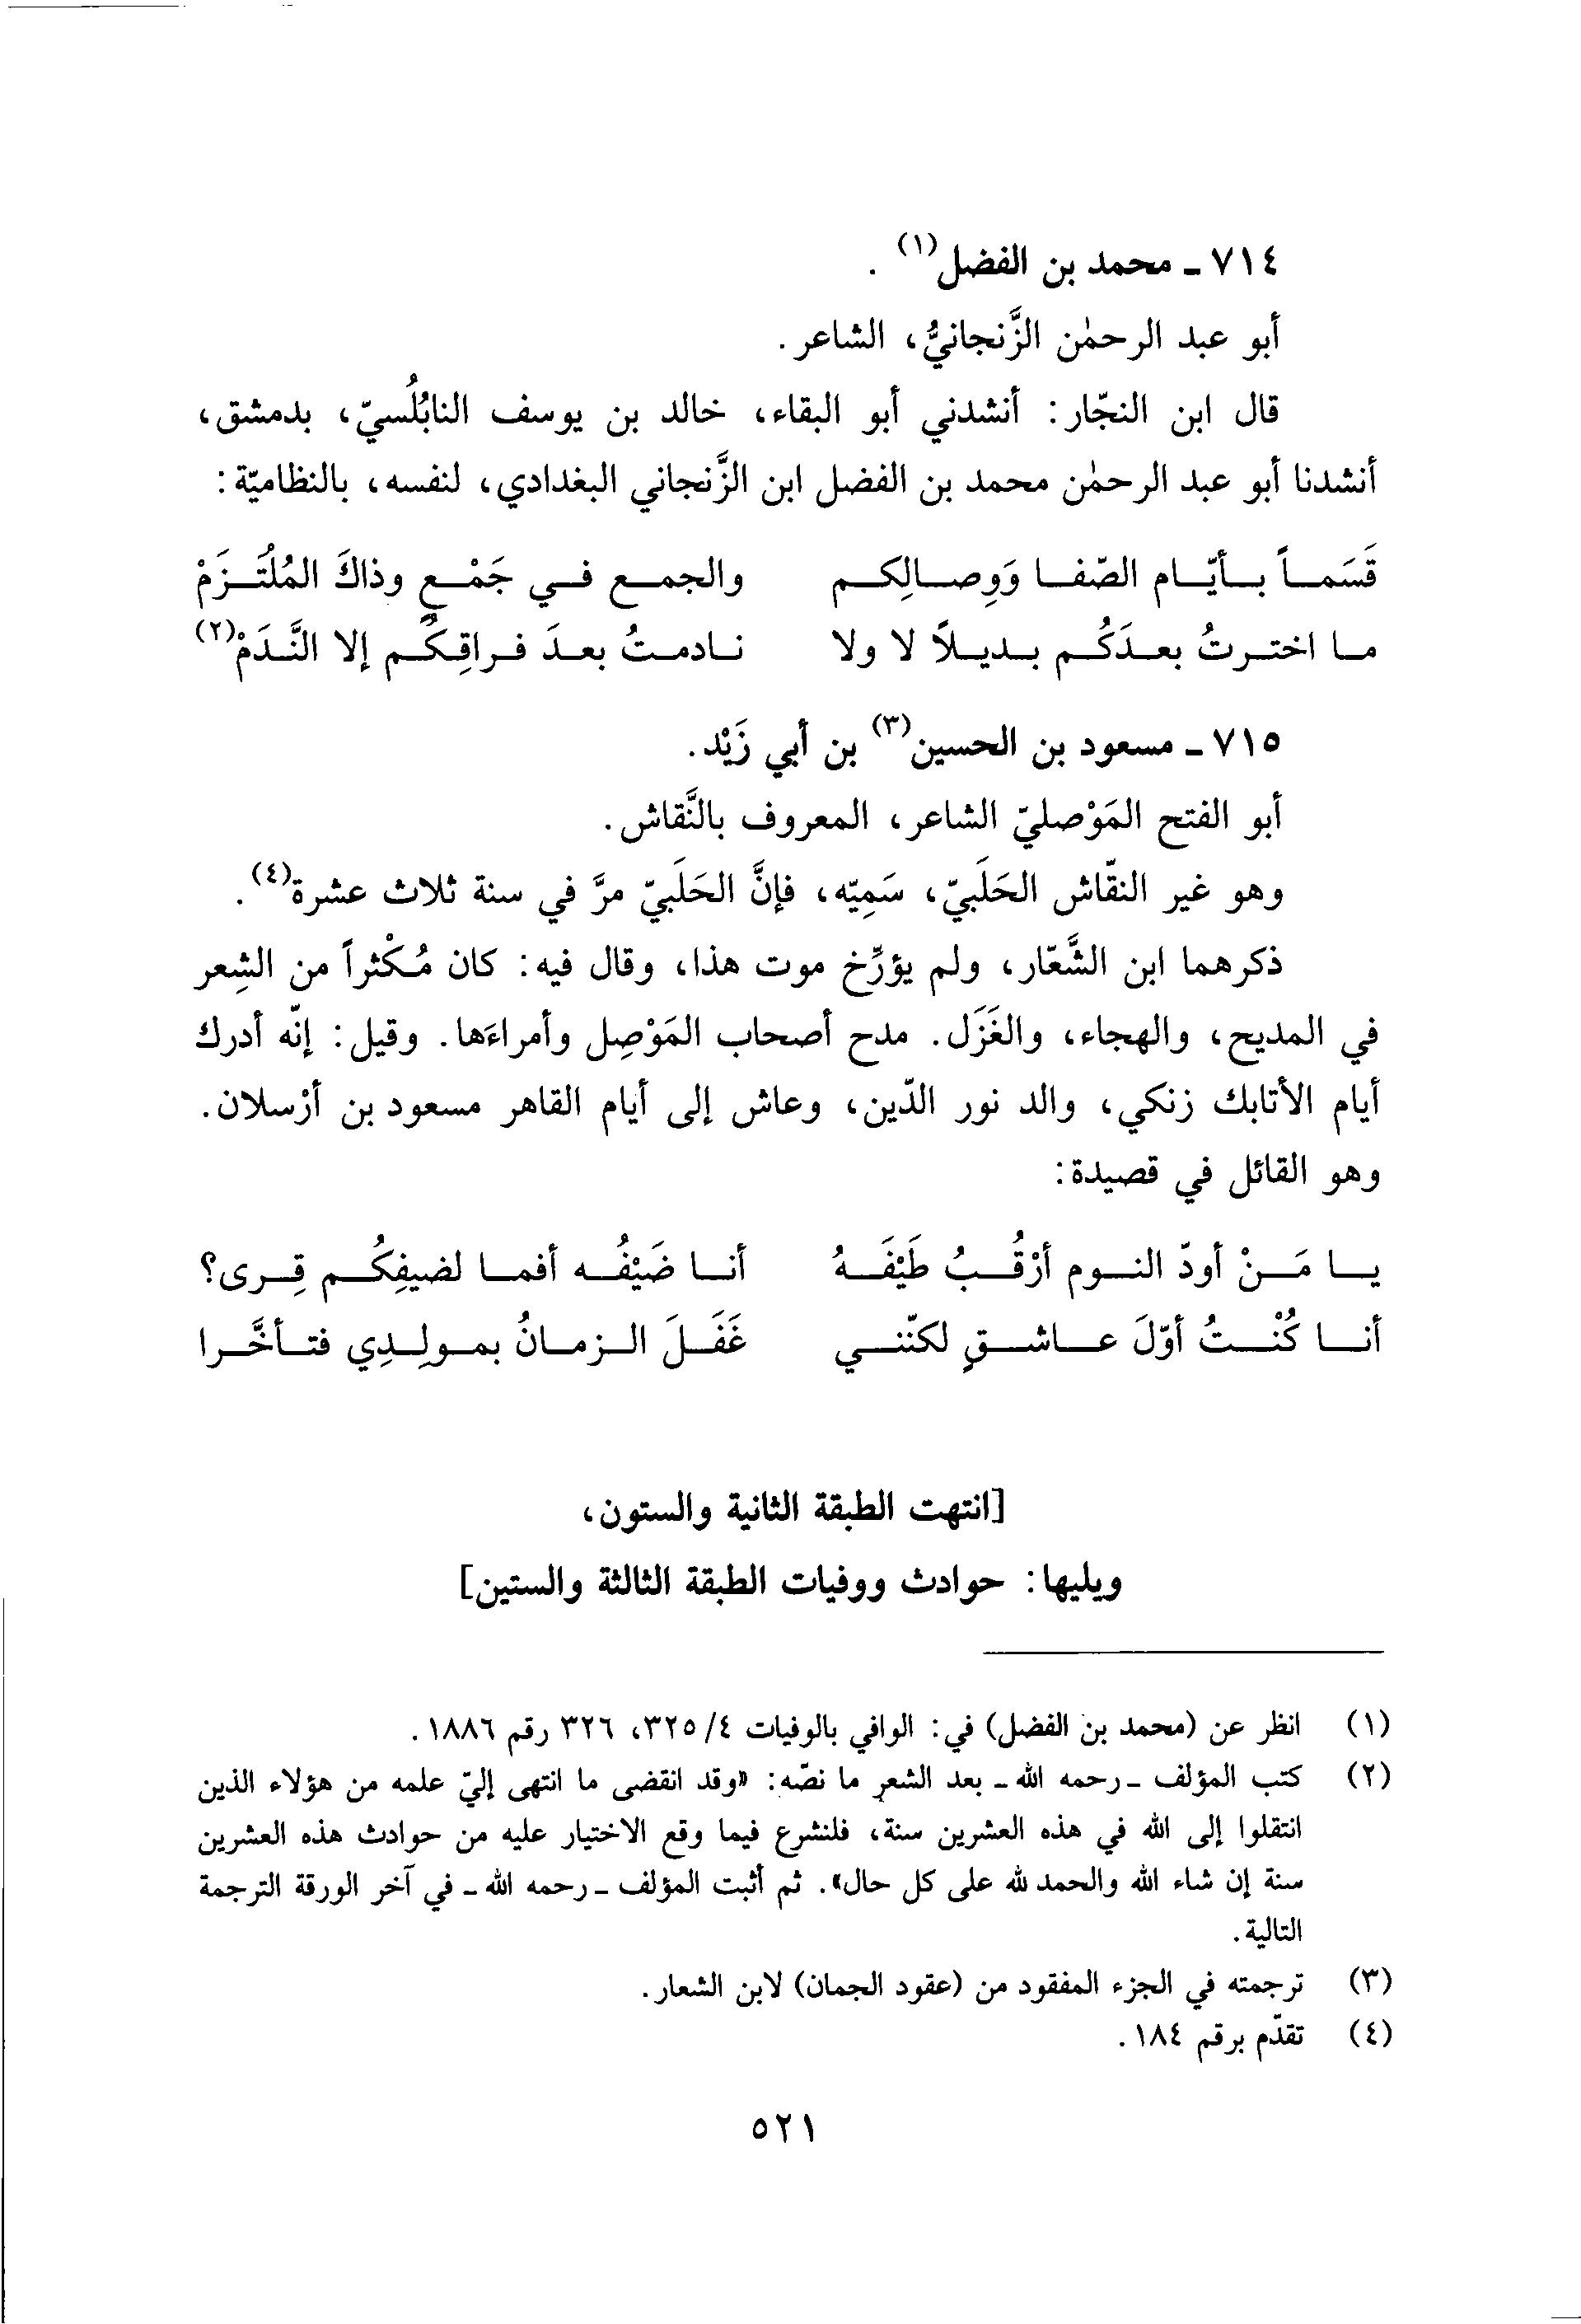 ٧١٤ ـ محمد بن الفضل(١) .
أبو عبد الرحمٰن الزَّنجانيُّ، الشاعر.
قال ابن النجّار: أنشدني أبو البقاء، خالد بن يوسف النابُلُسيّ، بدمشق،
أنشدنا أبو عبد الرحمٰن محمد بن الفضل ابن الزَّنجاني البغدادي، لنفسه، بالنظاميّة:
قَسَماً بأيّام الصّفا وَوِصالِكم والجمع في جَمْعٍ وذاكَ المُلْتَزَمْ
ما اخترتُ بعدَكُم بديلاً لا ولا نادمتُ بعدَ فراقِكُم إلا النَّدَمْ(٢)
٧١٥ ـ مسعود بن الحسين(٣) بن أبي زَيْد.
أبو الفتح المَوْصليّ الشاعر، المعروف بالنَّقاش.
وهو غير النقّاش الحَلَبيّ، سَمِيّه، فإنَّ الحَلَبيّ مرَّ في سنة ثلاث عشرة(٤).
ذكرهما ابن الشَّعّار، ولم يؤرِّخ موت هذا، وقال فيه: كان مُكْثراً من الشِعر
في المديح، والهجاء، والغَزَل. مدح أصحاب المَوْصِل وأمراءَها. وقيل: إنّه أدرك
أيام الأتابك زنكي، والد نور الدّين، وعاش إلى أيام القاهر مسعود بن أرْسلان.
وهو القائل في قصيدة:
يا مَنْ أودّ النوم أرْقُبُ طَيْفَهُ أنا ضَيْفُه أفما لضيفِكُم قِرى؟
أنا كُنْتُ أوّلَ عاشقٍ لكنّني غَفَلَ الزمانُ بمولِدِي فتأخَّرا
[انتهت الطبقة الثانية والستون،
ويليها: حوادث ووفيات الطبقة الثالثة والستين]
(١) انظر عن (محمد بن الفضل) في: الوافي بالوفيات ٤/ ٣٢٥، ٣٢٦ رقم ١٨٨٦.
(٢) كتب المؤلف ـ رحمه الله ـ بعد الشعر ما نصّه: «وقد انقضى ما انتهى إليّ علمه من هؤلاء الذين
انتقلوا إلى الله في هذه العشرين سنة، فلنشرع فيما وقع الاختيار عليه من حوادث هذه العشرين
سنة إن شاء الله والحمد لله على كل حال». ثم أثبت المؤلف ـ رحمه الله ـ في آخر الورقة الترجمة
التالية.
(٣) ترجمته في الجزء المفقود من (عقود الجمان) لابن الشعار.
(٤) تقدّم برقم ١٨٤.
٥٢١